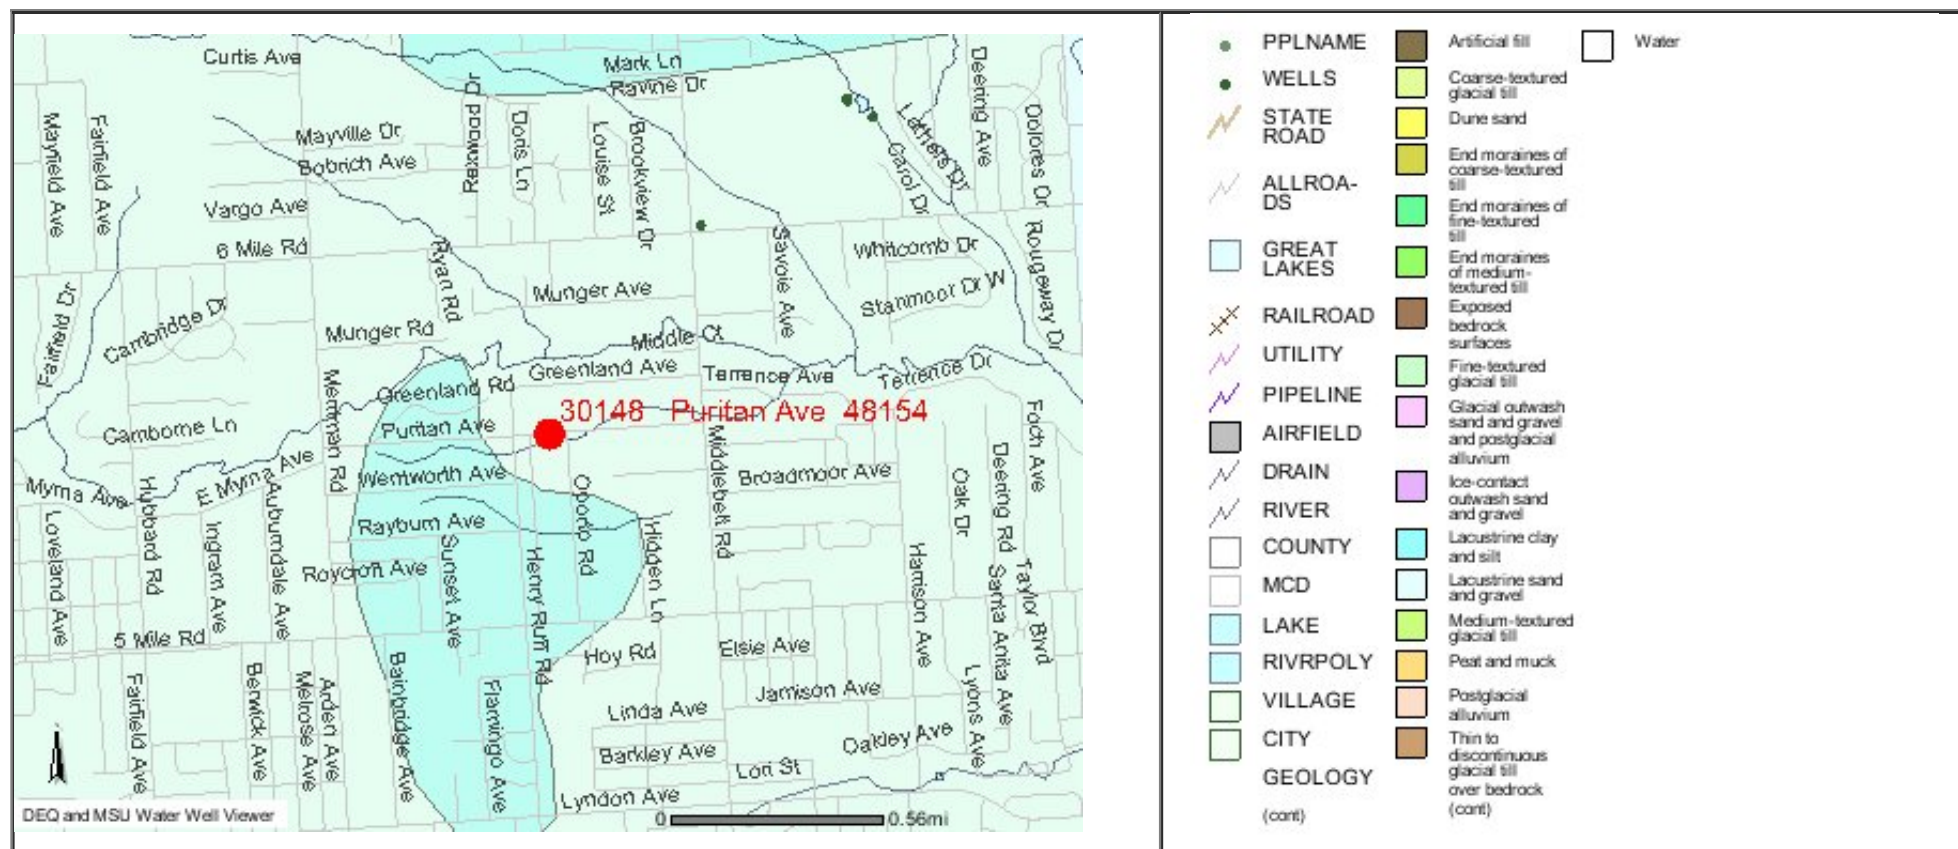 Curtis Ave
Mark Ln
Ravine Dr
Deering Ave
Mayfield Ave
Fairfield Ave
Mayville Dr
Bobrich Ave
Rexwood Dr
Doris Ln
Louise St
Brookview Dr
Lathers Dr
Carol Dr
Dolores Dr
Vargo Ave
6 Mile Rd
Ryan Rd
Savoie Ave
Whitcomb Dr
Rougeway Dr
Munger Ave
Stanmoor Dr W
Fairfield Dr
Cambridge Dr
Munger Rd
Middle Ct
Greenland Ave
Terrence Ave
Terrence Dr
Merriman Rd
Greenland Rd
30148 Puritan Ave 48154
Camborne Ln
Puritan Ave
Foch Ave
Myrna Ave
E Myrna Ave
Wentworth Ave
Middlebelt Rd
Broadmoor Ave
Hubbard Rd
Auburndale Ave
Oporto Rd
Oak Dr
Deering Rd
Loveland Ave
Ingram Ave
Rayburn Ave
Hidden Ln
Roycroft Ave
Sunset Ave
Henry Ruff Rd
Harrison Ave
Santa Anita Ave
Taylor Blvd
5 Mile Rd
Hoy Rd
Elsie Ave
Fairfield Ave
Berwick Ave
Melrose Ave
Arden Ave
Bainbridge Ave
Flamingo Ave
Jamison Ave
Lyons Ave
Linda Ave
Barkley Ave
Oakley Ave
Lori St
Lyndon Ave
DEQ and MSU Water Well Viewer
0 0.56mi
PPLNAME
WELLS
STATE
ROAD
ALLROA-
DS
GREAT
LAKES
RAILROAD
UTILITY
PIPELINE
AIRFIELD
DRAIN
RIVER
COUNTY
MCD
LAKE
RIVRPOLY
VILLAGE
CITY
GEOLOGY
(cont)
Artificial fill
Coarse-textured
glacial till
Dune sand
End moraines of
coarse-textured
till
End moraines of
fine-textured
till
End moraines
of medium-
textured till
Exposed
bedrock
surfaces
Fine-textured
glacial till
Glacial outwash
sand and gravel
and postglacial
alluvium
Ice-contact
outwash sand
and gravel
Lacustrine clay
and silt
Lacustrine sand
and gravel
Medium-textured
glacial till
Peat and muck
Postglacial
alluvium
Thin to
discontinuous
glacial till
over bedrock
(cont)
Water